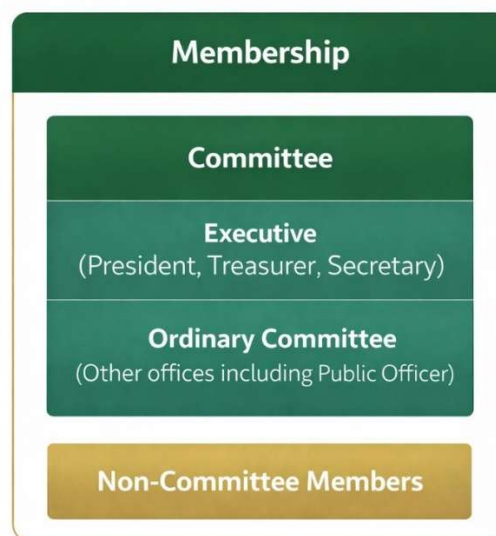 Membership
Committee
Executive
(President, Treasurer, Secretary)
Ordinary Committee
(Other offices including Public Officer)
Non-Committee Members